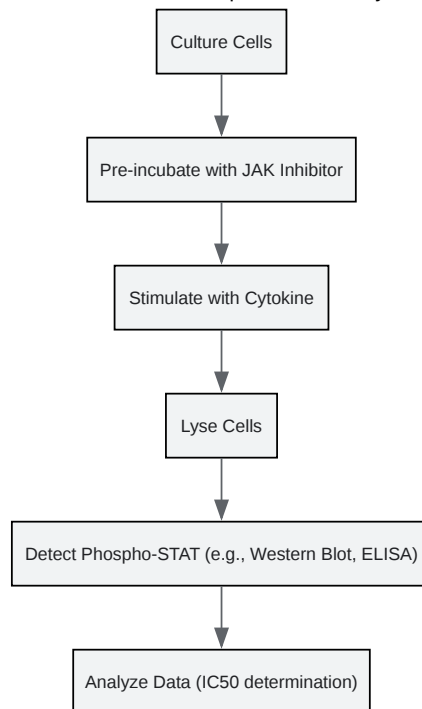 Culture Cells
Pre-incubate with JAK Inhibitor
Stimulate with Cytokine
Lyse Cells
Detect Phospho-STAT (e.g., Western Blot, ELISA)
Analyze Data (IC50 determination)